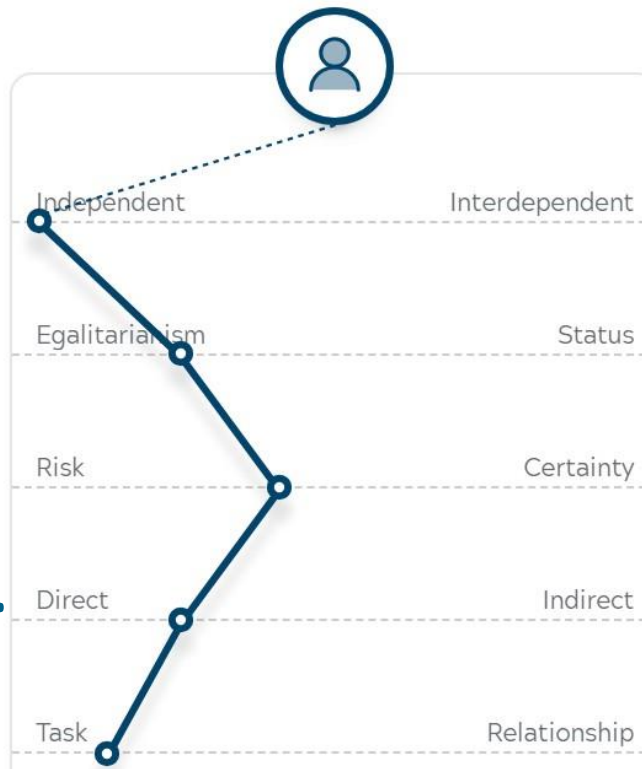 Independent Interdependent
Egalitarianism Status
Risk Certainty
Direct Indirect
Task Relationship